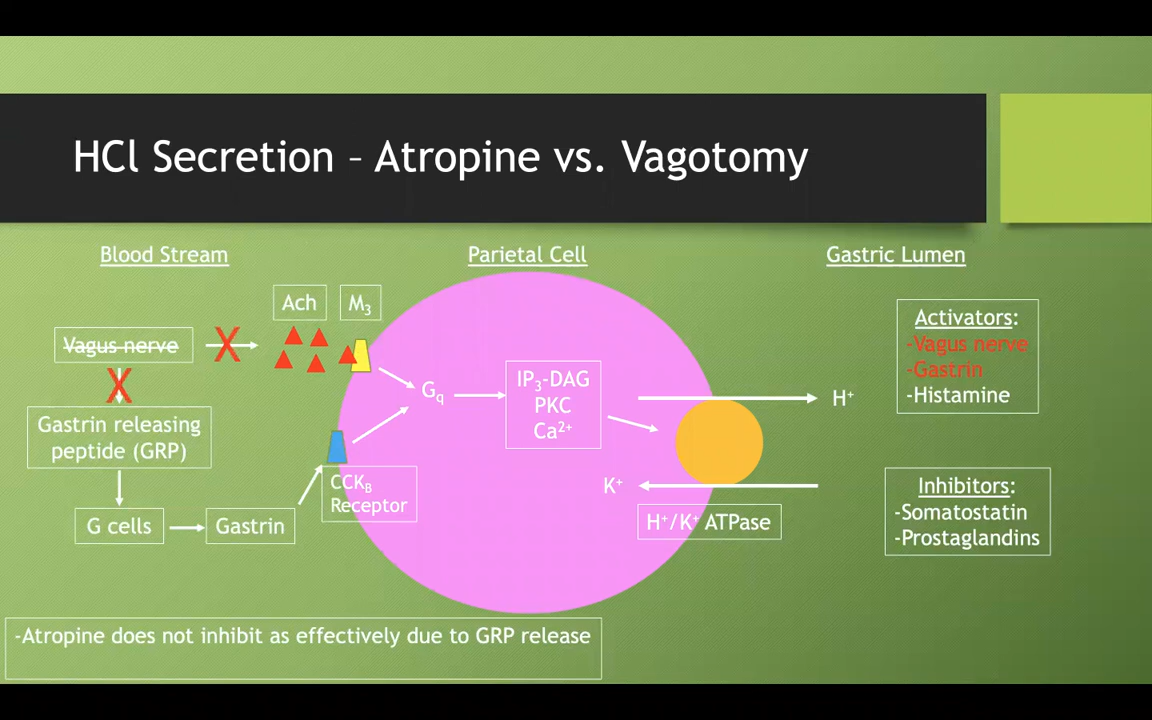 HCl Secretion – Atropine vs. Vagotomy
Blood Stream
Parietal Cell
Gastric Lumen
Ach
M₃
Vagus nerve
Gastrin releasing
peptide (GRP)
G cells
Gastrin
CCK_B
Receptor
G_q
IP₃-DAG
PKC
Ca²⁺
H⁺
K⁺
H⁺/K⁺ ATPase
Activators:
-Vagus nerve
-Gastrin
-Histamine
Inhibitors:
-Somatostatin
-Prostaglandins
-Atropine does not inhibit as effectively due to GRP release